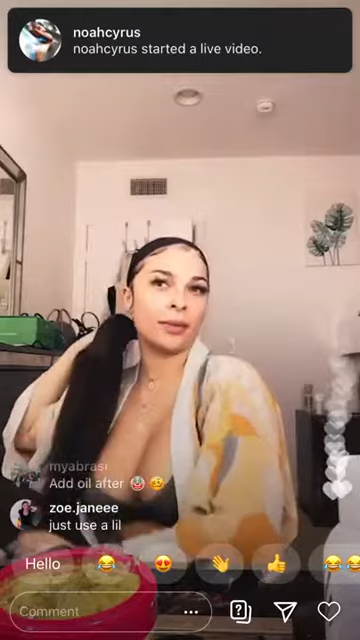 noahcyrus
noahcyrus started a live video.
myabrasi
Add oil after 🤡🥴
zoe.janeee
just use a lil
Hello 😂 😍 👋 👍 😂😂
Comment